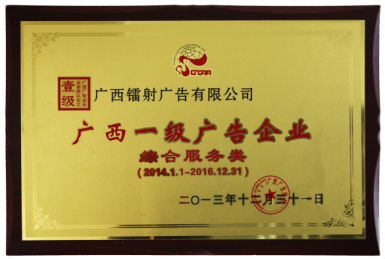 壹级
广西镭射广告有限公司
广西一级广告企业
综合服务类
(2014.1.1-2016.12.31)
二〇一三年十二月三十一日